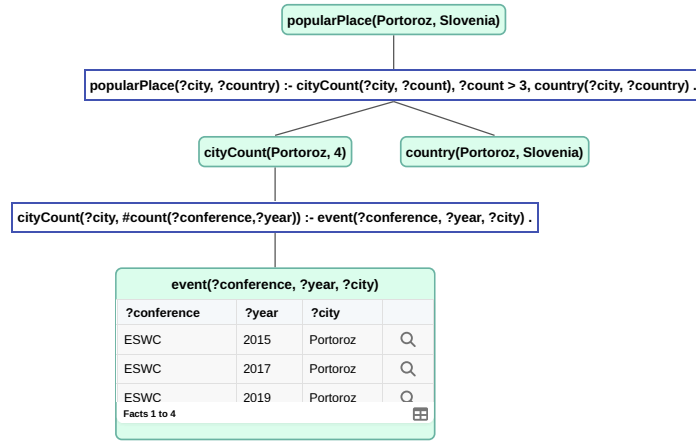 popularPlace(Portoroz, Slovenia)
popularPlace(?city, ?country) :- cityCount(?city, ?count), ?count > 3, country(?city, ?country) .
cityCount(Portoroz, 4)
country(Portoroz, Slovenia)
cityCount(?city, #count(?conference,?year)) :- event(?conference, ?year, ?city) .
event(?conference, ?year, ?city)
?conference ?year ?city
ESWC 2015 Portoroz
ESWC 2017 Portoroz
ESWC 2019 Portoroz
Facts 1 to 4